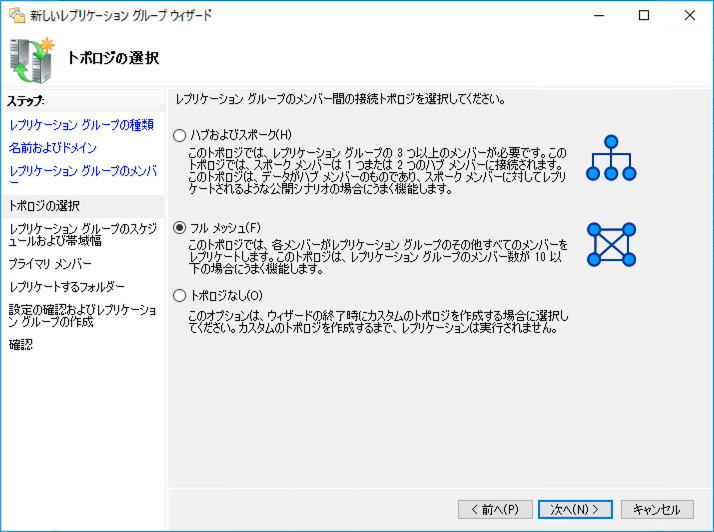 新しいレプリケーション グループ ウィザード
トポロジの選択
ステップ:
レプリケーション グループの種類
名前およびドメイン
レプリケーション グループのメンバ
ー
トポロジの選択
レプリケーション グループのスケジ
ュールおよび帯域幅
プライマリ メンバー
レプリケートするフォルダー
設定の確認およびレプリケーショ
ン グループの作成
確認
レプリケーション グループのメンバー間の接続トポロジを選択してください。
ハブおよびスポーク(H)
このトポロジでは、レプリケーション グループの 3 つ以上のメンバーが必要です。この
トポロジでは、スポーク メンバーは 1 つまたは 2 つのハブ メンバーに接続されます。
このトポロジは、データがハブ メンバーのものであり、スポーク メンバーに対してレプリ
ケートされるような公開シナリオの場合にうまく機能します。
フル メッシュ(F)
このトポロジでは、各メンバーがレプリケーション グループのその他すべてのメンバーを
レプリケートします。このトポロジは、レプリケーション グループのメンバー数が 10 以
下の場合にうまく機能します。
トポロジなし(O)
このオプションは、ウィザードの終了時にカスタムのトポロジを作成する場合に選択し
てください。カスタムのトポロジを作成するまで、レプリケーションは実行されません。
< 前へ(P)
次へ(N) >
キャンセル